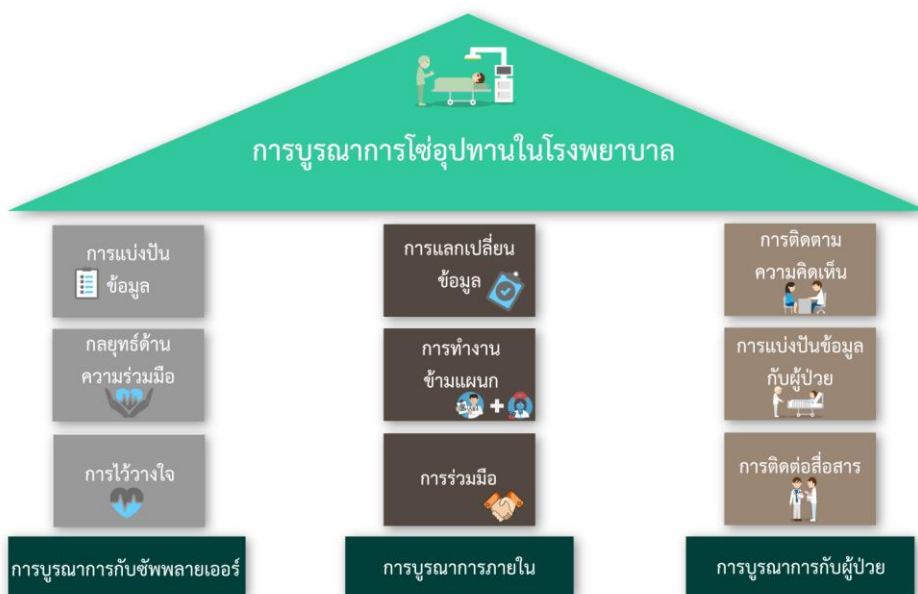 การบูรณาการโซ่อุปทานในโรงพยาบาล
การแบ่งปัน
ข้อมูล
กลยุทธ์ด้าน
ความร่วมมือ
การไว้วางใจ
การบูรณาการกับซัพพลายเออร์
การแลกเปลี่ยน
ข้อมูล
การทำงาน
ข้ามแผนก
การร่วมมือ
การบูรณาการภายใน
การติดตาม
ความคิดเห็น
การแบ่งปันข้อมูล
กับผู้ป่วย
การติดต่อสื่อสาร
การบูรณาการกับผู้ป่วย